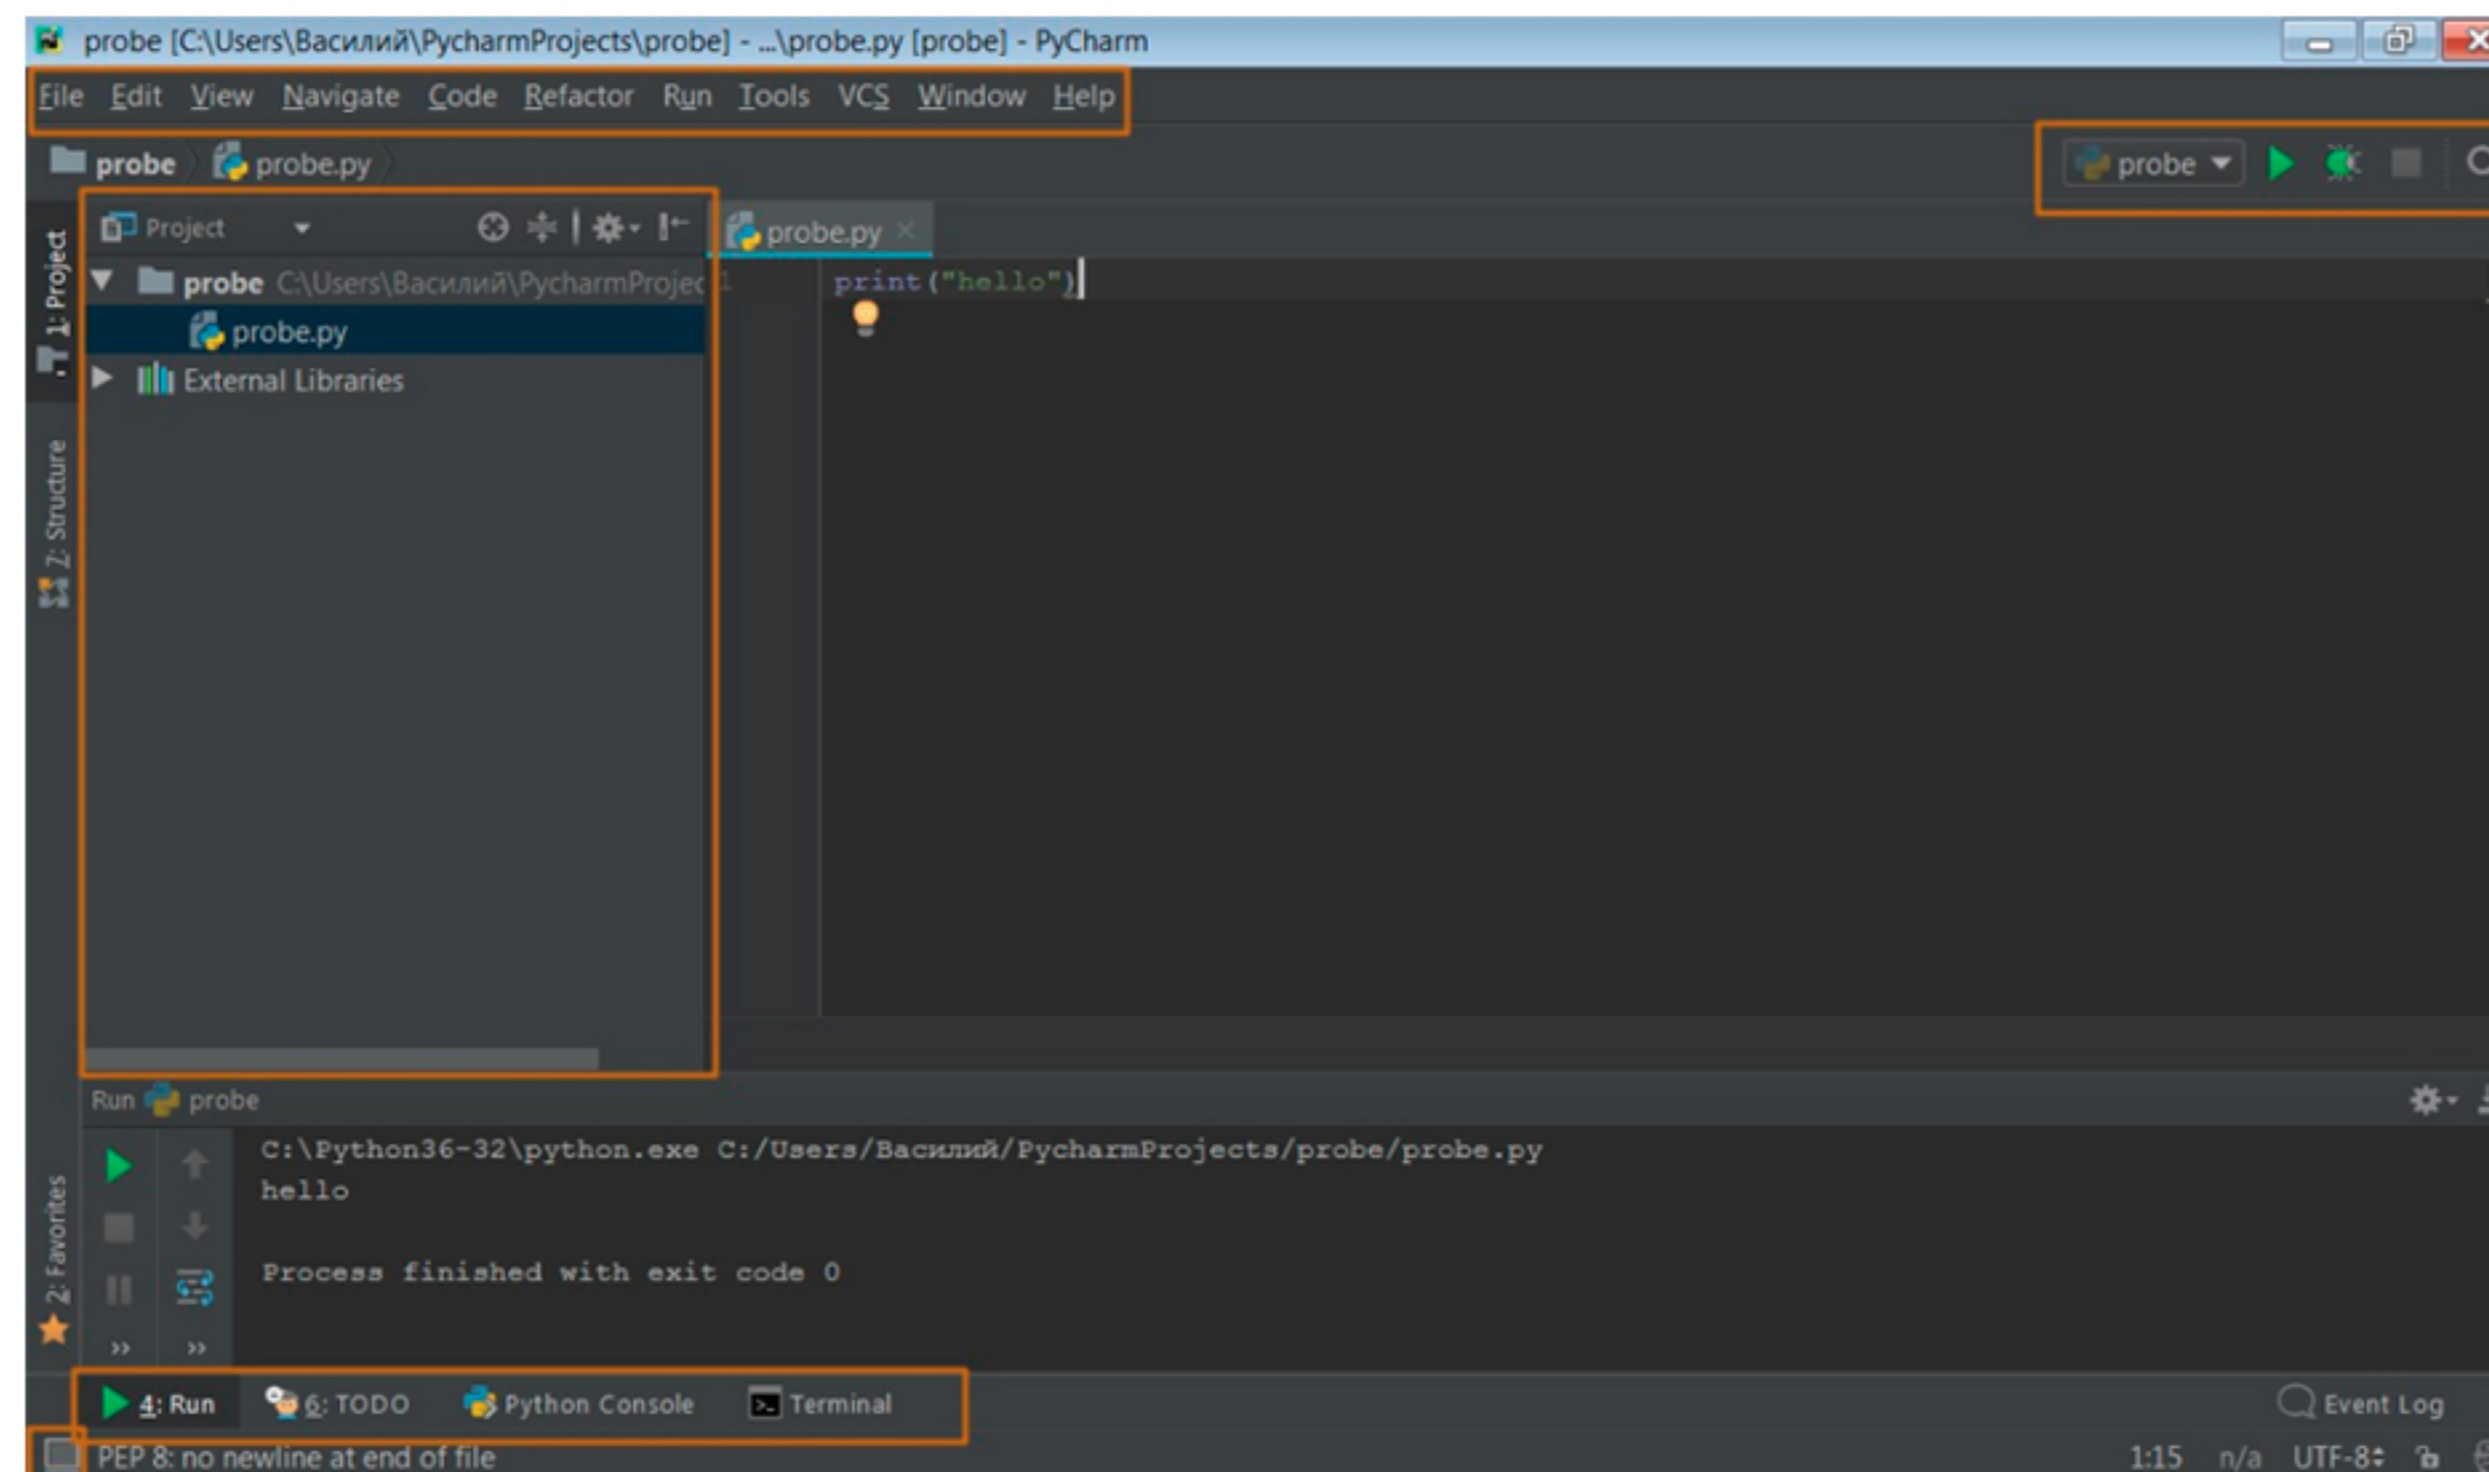 probe [C:\Users\Василий\PycharmProjects\probe] - ...\probe.py [probe] - PyCharm
File Edit View Navigate Code Refactor Run Tools VCS Window Help
probe probe.py
probe
Project
probe.py
1: Project
probe C:\Users\Василий\PycharmProjec
1
print("hello")
probe.py
External Libraries
7: Structure
Run probe
C:\Python36-32\python.exe C:/Users/Василий/PycharmProjects/probe/probe.py
hello
Process finished with exit code 0
2: Favorites
4: Run 6: TODO Python Console Terminal
Event Log
PEP 8: no newline at end of file
1:15 n/a UTF-8